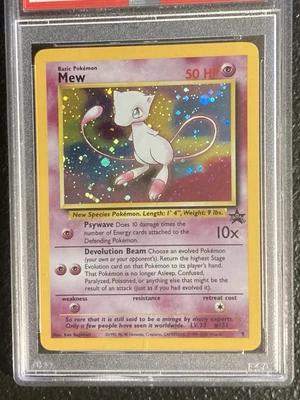 Basic Pokémon
Mew
50 HP
New Species Pokémon. Length: 1' 4", Weight: 9 lbs.
Psywave Does 10 damage times the
number of Energy cards attached to the
Defending Pokémon.
10x
Devolution Beam Choose an evolved Pokémon
(your own or your opponent's). Return the highest Stage
Evolution card on that Pokémon to its player's hand.
That Pokémon is no longer Asleep, Confused,
Paralyzed, Poisoned, or anything else that might be the
result of an attack (just as if you had evolved it).
weakness
resistance
retreat cost
So rare that it is still said to be a mirage by many experts.
Only a few people have seen it worldwide.